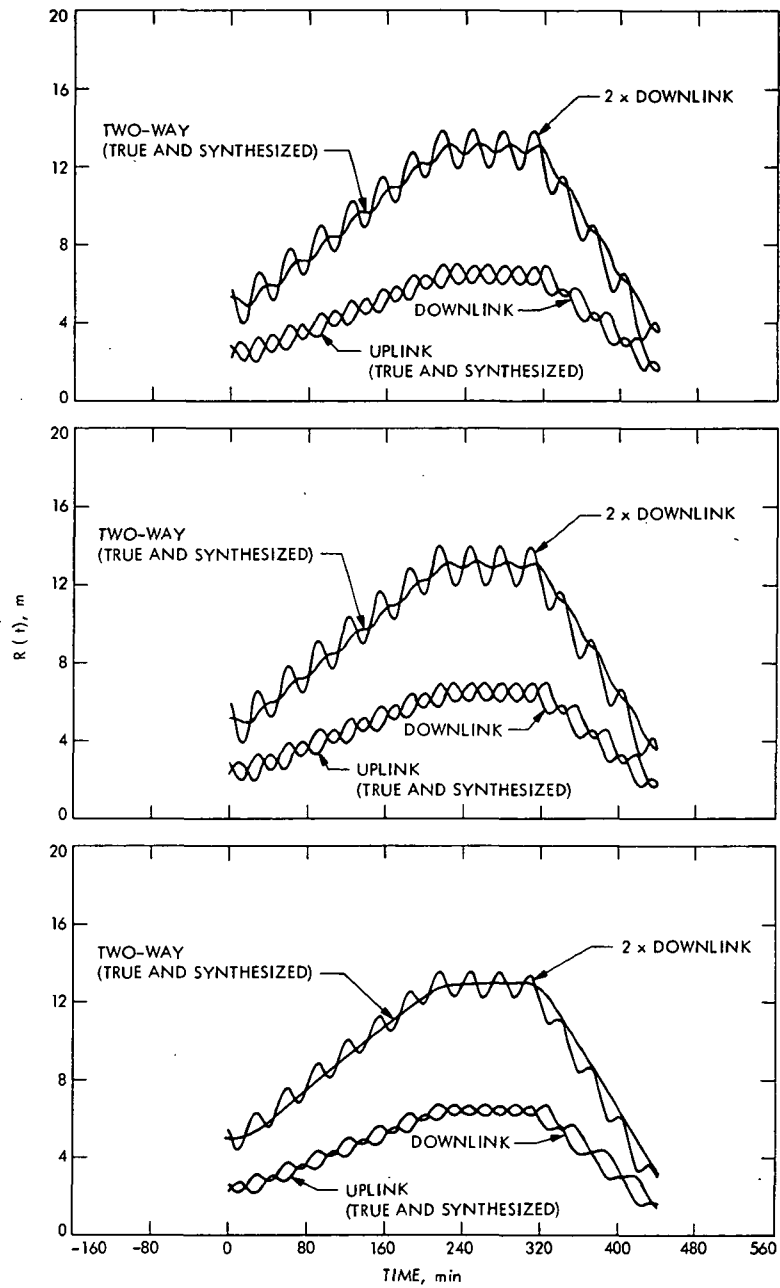 20
16
2 x DOWNLINK
TWO-WAY
(TRUE AND SYNTHESIZED)
12
8
4
DOWNLINK
UPLINK
(TRUE AND SYNTHESIZED)
0
20
16
2 x DOWNLINK
TWO-WAY
(TRUE AND SYNTHESIZED)
12
R(t), m
8
4
DOWNLINK
UPLINK
(TRUE AND SYNTHESIZED)
0
20
16
TWO-WAY
(TRUE AND SYNTHESIZED)
2 x DOWNLINK
12
8
4
DOWNLINK
UPLINK
(TRUE AND SYNTHESIZED)
0
-160 -80 0 80 160 240 320 400 480 560
TIME, min